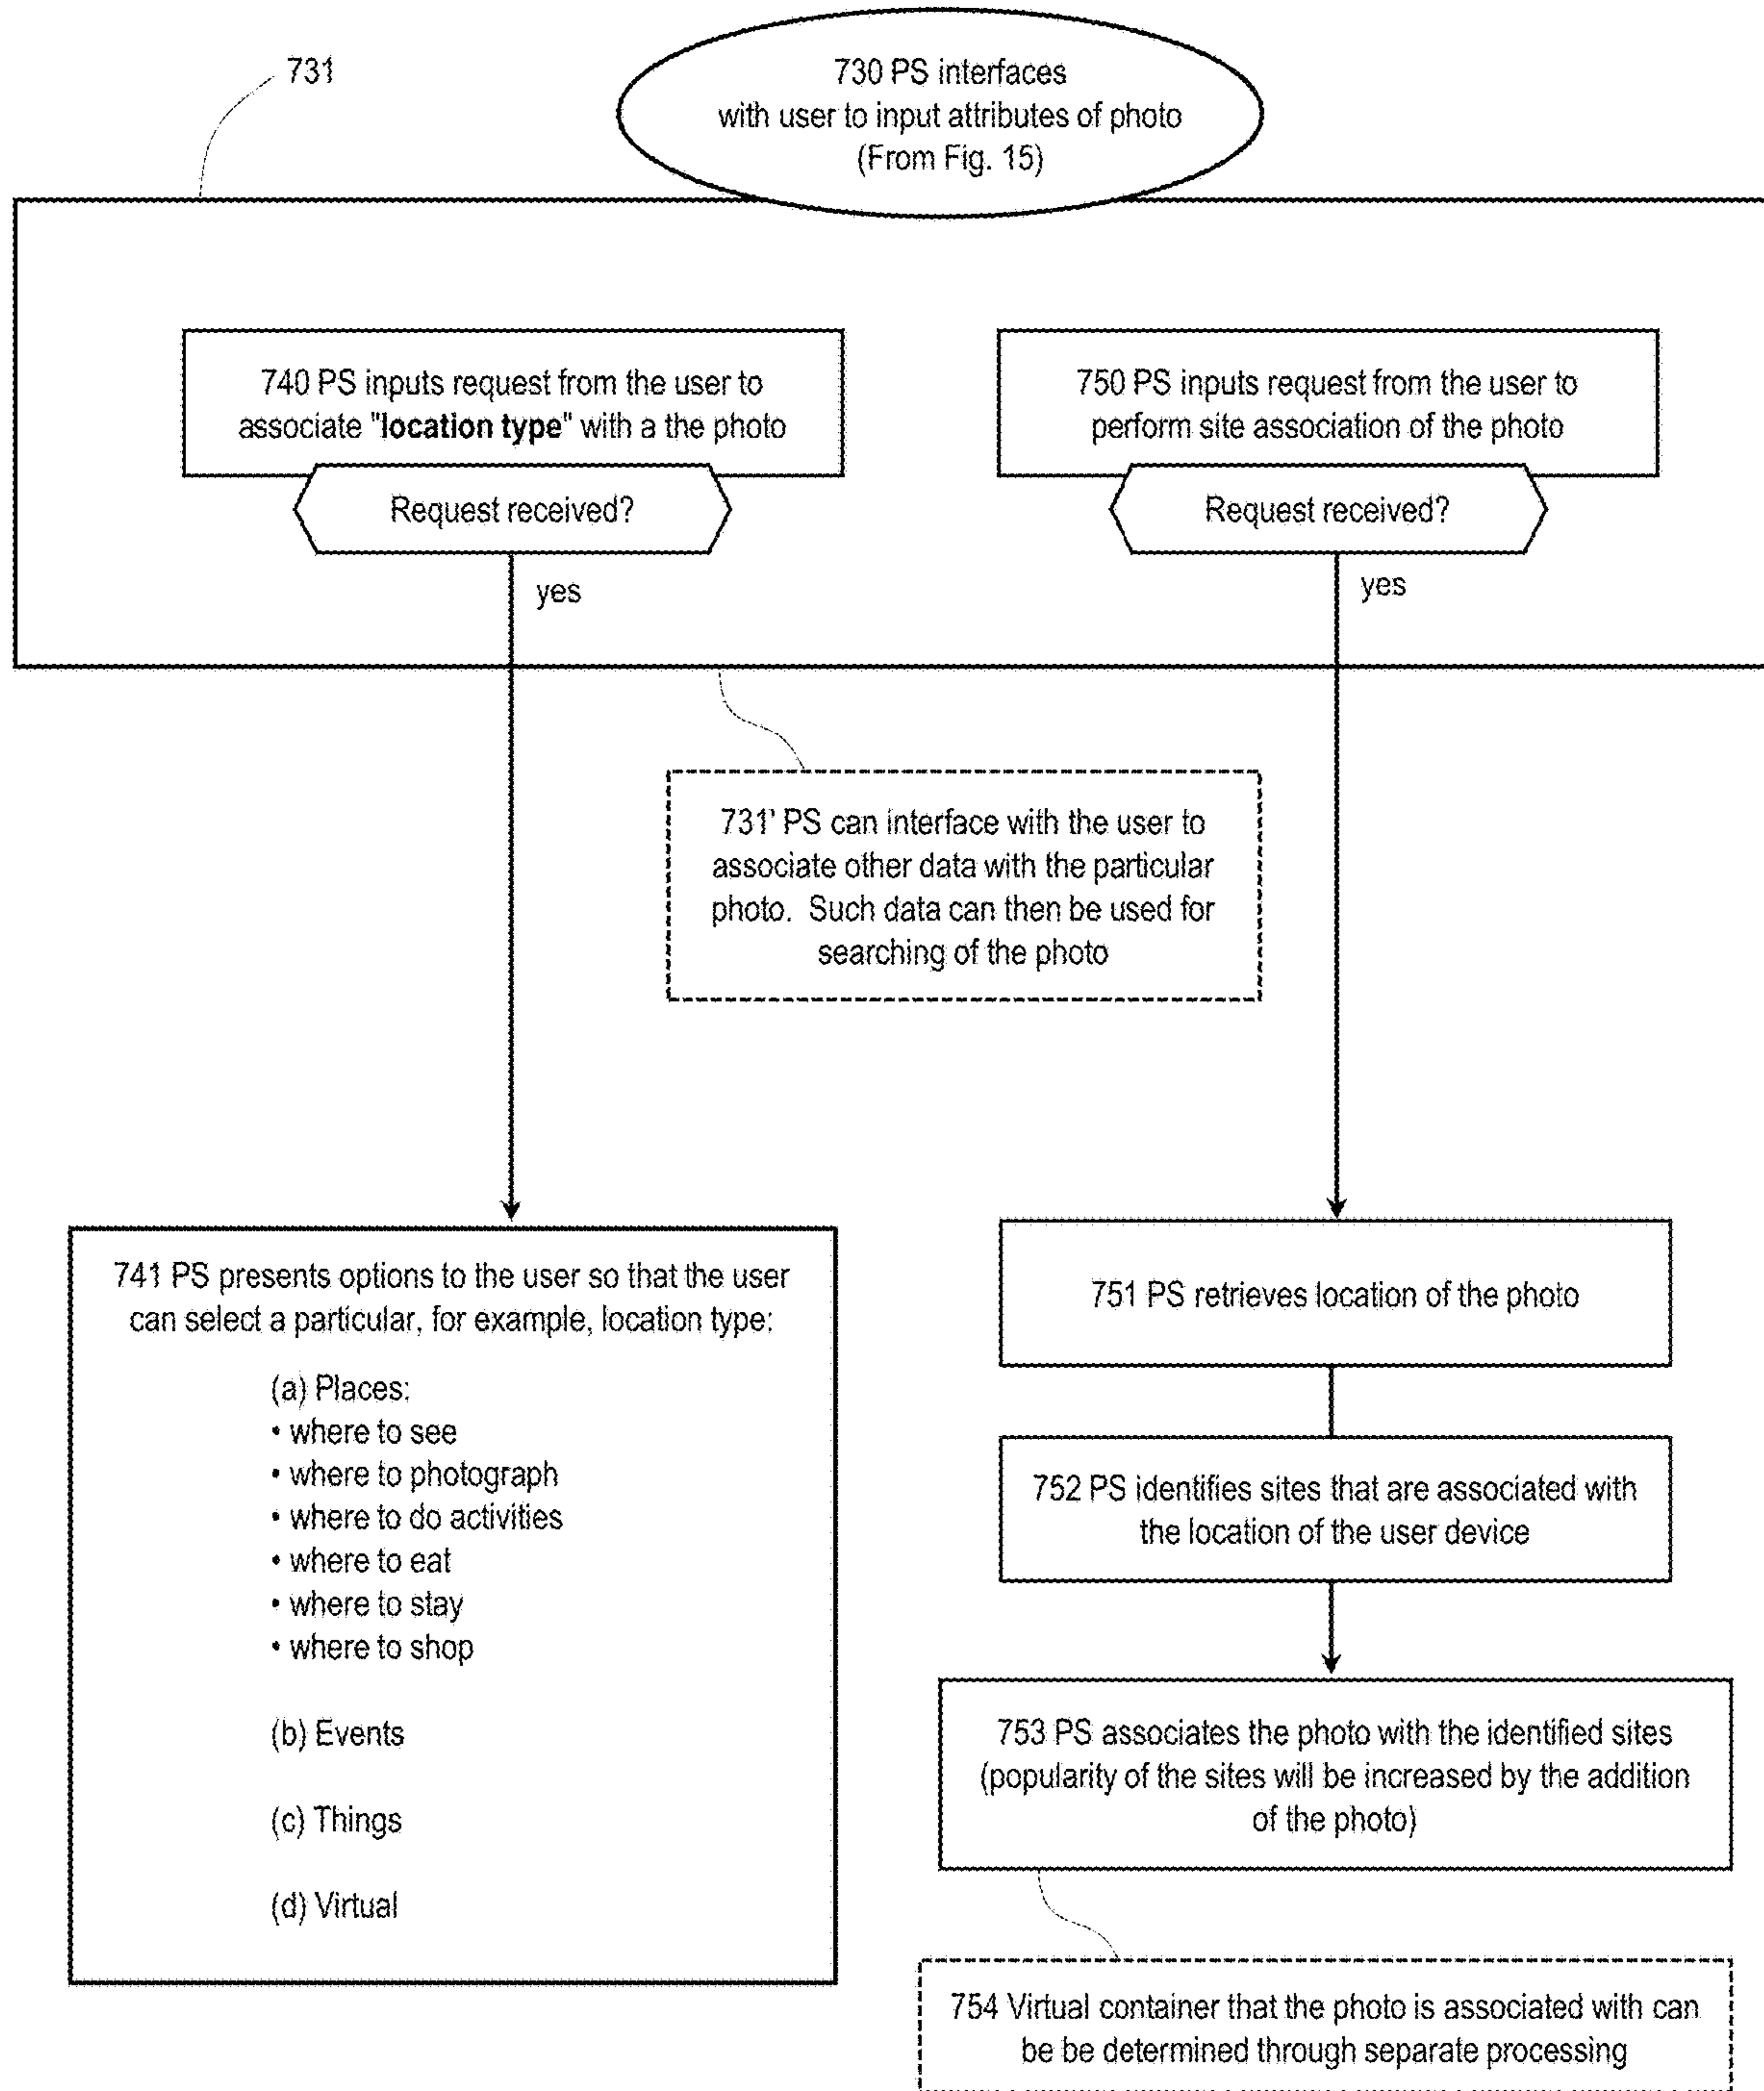 731
730 PS interfaces
with user to input attributes of photo
(From Fig. 15)
740 PS inputs request from the user to
associate "location type" with a the photo
Request received?
yes
750 PS inputs request from the user to
perform site association of the photo
Request received?
yes
731' PS can interface with the user to
associate other data with the particular
photo. Such data can then be used for
searching of the photo
741 PS presents options to the user so that the user
can select a particular, for example, location type:
(a) Places:
• where to see
• where to photograph
• where to do activities
• where to eat
• where to stay
• where to shop
(b) Events
(c) Things
(d) Virtual
751 PS retrieves location of the photo
752 PS identifies sites that are associated with
the location of the user device
753 PS associates the photo with the identified sites
(popularity of the sites will be increased by the addition
of the photo)
754 Virtual container that the photo is associated with can
be be determined through separate processing